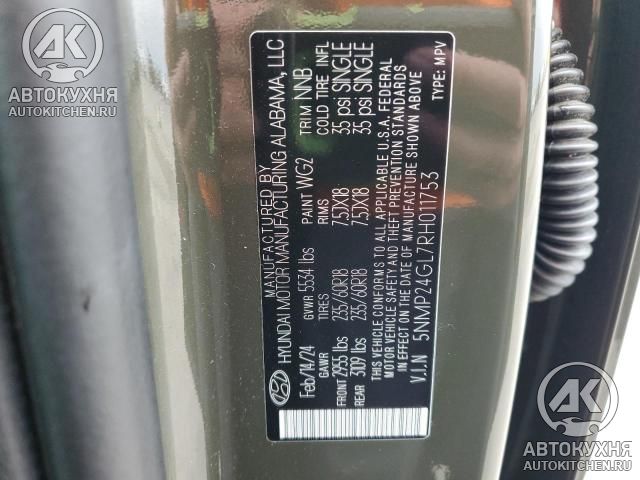 MANUFACTURED BY
HYUNDAI MOTOR MANUFACTURING ALABAMA, LLC
Feb/14/24 GVWR 5534 lbs PAINT WG2 TRIM NNB
GAWR TIRES RIMS COLD TIRE INFL
FRONT 2955 lbs 235/60R18 7.5JX18 35 psi SINGLE
REAR 3109 lbs 235/60R18 7.5JX18 35 psi SINGLE
THIS VEHICLE CONFORMS TO ALL APPLICABLE U.S.A. FEDERAL
MOTOR VEHICLE SAFETY AND THEFT PREVENTION STANDARDS
IN EFFECT ON THE DATE OF MANUFACTURE SHOWN ABOVE.
V.I.N 5NMP24GL7RH011753 TYPE: MPV
АК
АВТОКУХНЯ
AUTOKITCHEN.RU
АК
АВТОКУХНЯ
AUTOKITCHEN.RU